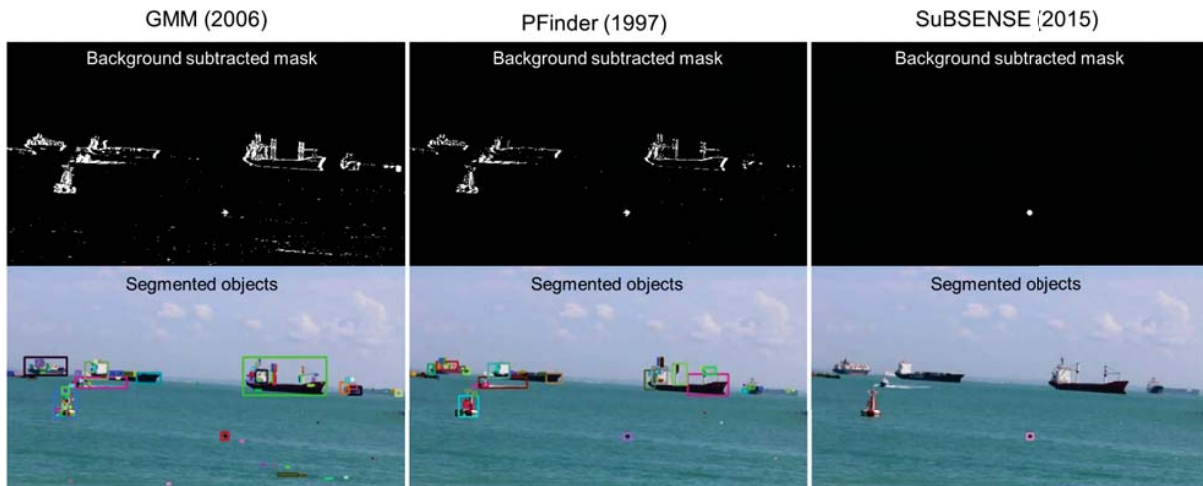 GMM (2006)
PFinder (1997)
SuBSENSE (2015)
Background subtracted mask
Background subtracted mask
Background subtracted mask
Segmented objects
Segmented objects
Segmented objects